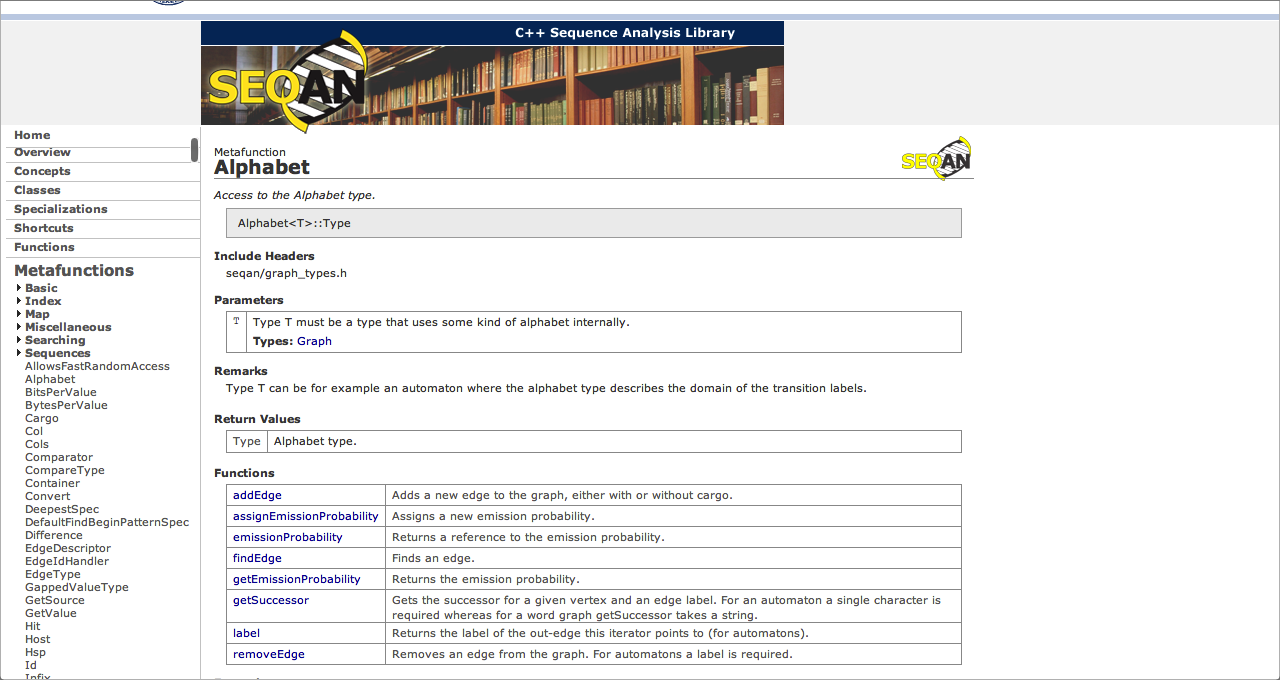 C++ Sequence Analysis Library
SEQAN
Home
Overview
Concepts
Classes
Specializations
Shortcuts
Functions
Metafunctions
Basic
Index
Map
Miscellaneous
Searching
Sequences
AllowsFastRandomAccess
Alphabet
BitsPerValue
BytesPerValue
Cargo
Col
Cols
Comparator
CompareType
Container
Convert
DeepestSpec
DefaultFindBeginPatternSpec
Difference
EdgeDescriptor
EdgeIdHandler
EdgeType
GappedValueType
GetSource
GetValue
Hit
Host
Hsp
Id
Infix
Metafunction
Alphabet
SEQAN
Access to the Alphabet type.
Alphabet<T>::Type
Include Headers
seqan/graph_types.h
Parameters
T Type T must be a type that uses some kind of alphabet internally.
Types: Graph
Remarks
Type T can be for example an automaton where the alphabet type describes the domain of the transition labels.
Return Values
Type Alphabet type.
Functions
addEdge Adds a new edge to the graph, either with or without cargo.
assignEmissionProbability Assigns a new emission probability.
emissionProbability Returns a reference to the emission probability.
findEdge Finds an edge.
getEmissionProbability Returns the emission probability.
getSuccessor Gets the successor for a given vertex and an edge label. For an automaton a single character is
required whereas for a word graph getSuccessor takes a string.
label Returns the label of the out-edge this iterator points to (for automatons).
removeEdge Removes an edge from the graph. For automatons a label is required.